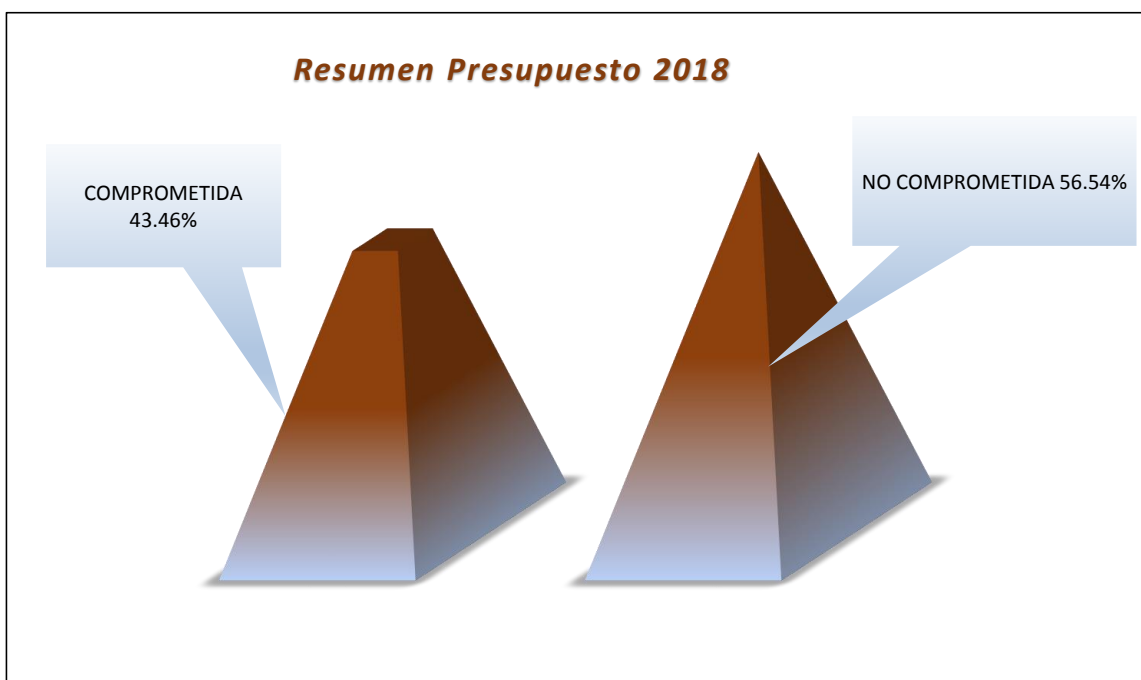 Resumen Presupuesto 2018
COMPROMETIDA
43.46%
NO COMPROMETIDA 56.54%